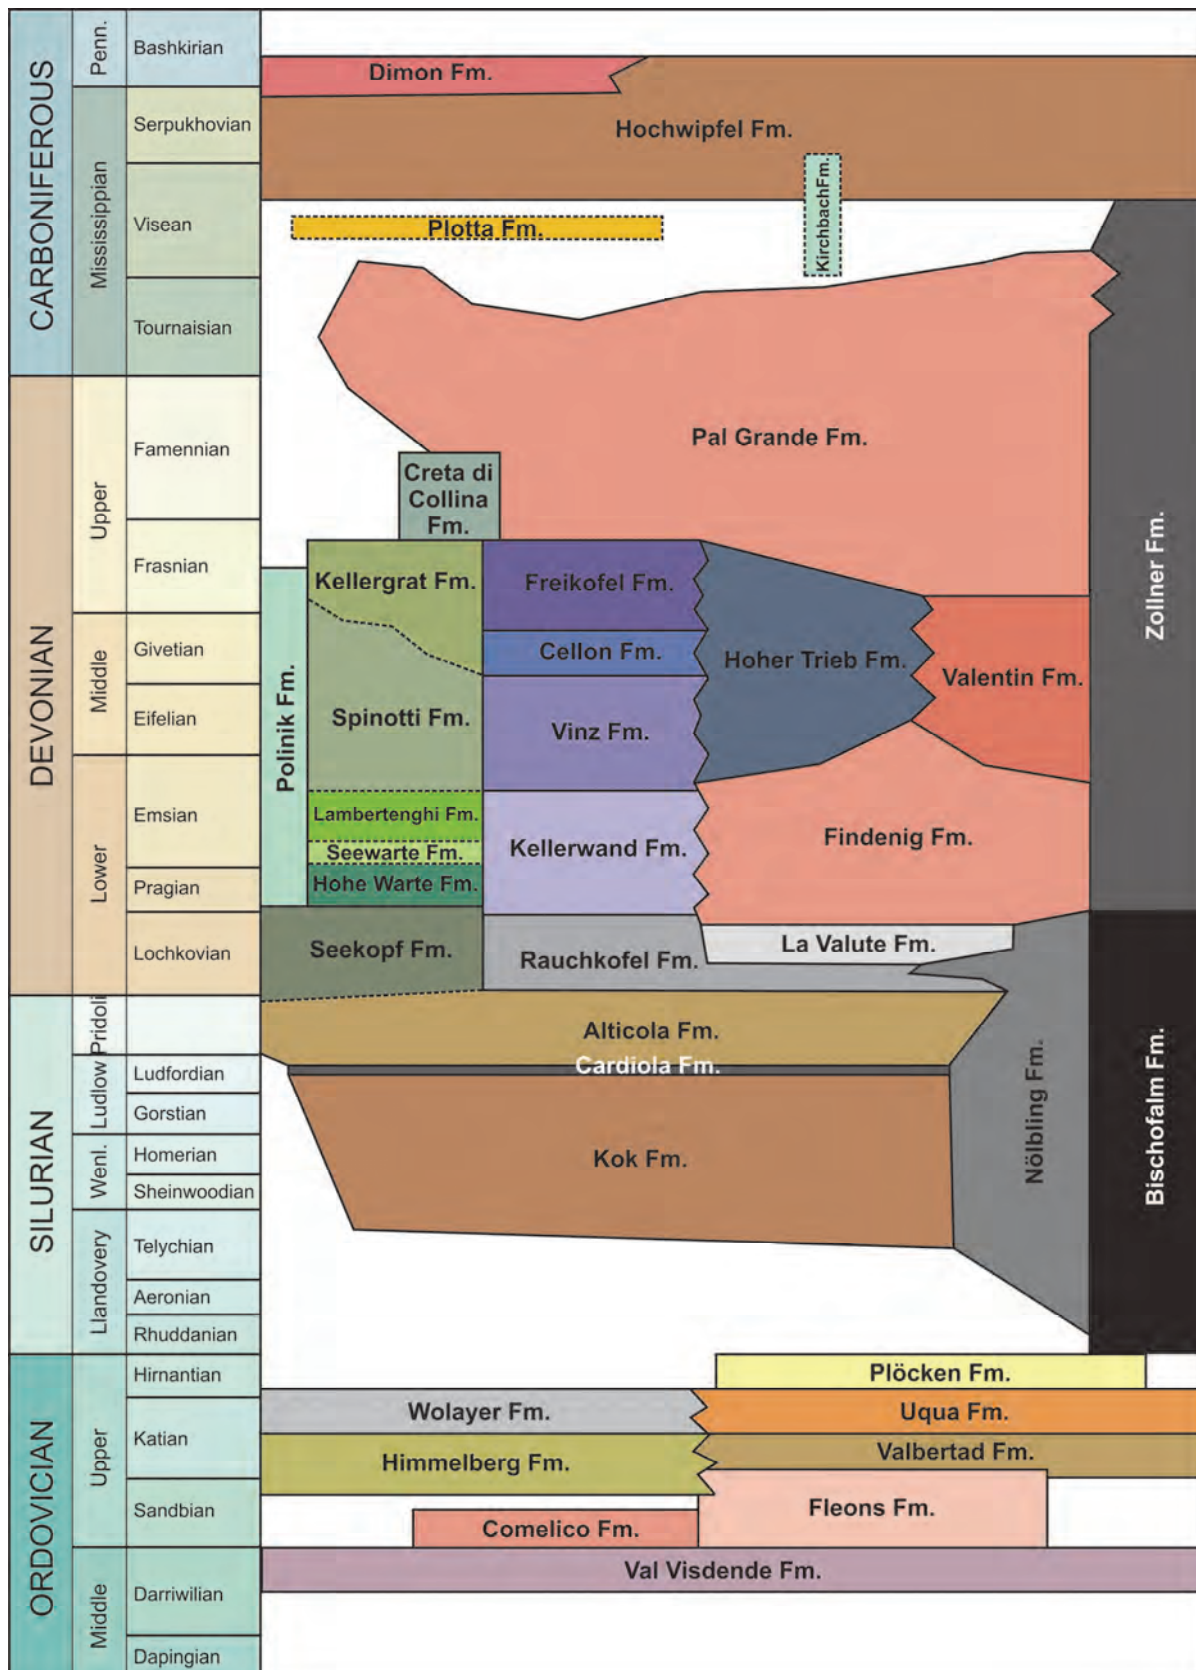 CARBONIFEROUS
Penn.
Mississippian
Bashkirian
Serpukhovian
Visean
Tournaisian
DEVONIAN
Upper
Middle
Lower
Famennian
Frasnian
Givetian
Eifelian
Emsian
Pragian
Lochkovian
SILURIAN
Pridoli
Ludlow
Wenl.
Llandovery
Ludfordian
Gorstian
Homerian
Sheinwoodian
Telychian
Aeronian
Rhuddanian
ORDOVICIAN
Upper
Middle
Hirnantian
Katian
Sandbian
Darriwilian
Dapingian
Dimon Fm.
Hochwipfel Fm.
KirchbachFm.
Plotta Fm.
Pal Grande Fm.
Creta di
Collina
Fm.
Zollner Fm.
Polinik Fm.
Kellergrat Fm.
Freikofel Fm.
Cellon Fm.
Hoher Trieb Fm.
Valentin Fm.
Spinotti Fm.
Vinz Fm.
Lambertenghi Fm.
Seewarte Fm.
Hohe Warte Fm.
Kellerwand Fm.
Findenig Fm.
Seekopf Fm.
Rauchkofel Fm.
La Valute Fm.
Alticola Fm.
Cardiola Fm.
Kok Fm.
Nölbling Fm.
Bischofalm Fm.
Plöcken Fm.
Wolayer Fm.
Uqua Fm.
Himmelberg Fm.
Valbertad Fm.
Comelico Fm.
Fleons Fm.
Val Visdende Fm.